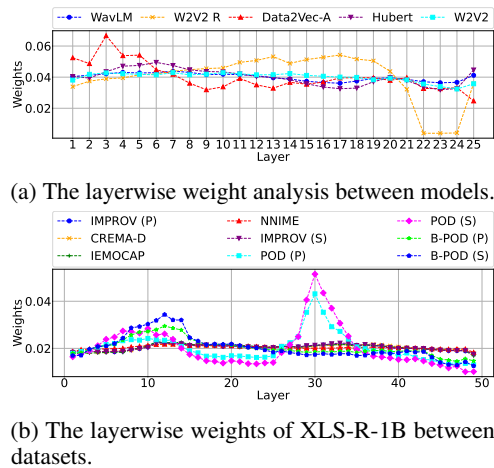 WavLM W2V2 R Data2Vec-A Hubert W2V2
0.06
0.04
0.02
Weights
1 2 3 4 5 6 7 8 9 10 11 12 13 14 15 16 17 18 19 20 21 22 23 24 25
Layer
(a) The layerwise weight analysis between models.
IMPROV (P) NNIME POD (S)
CREMA-D IMPROV (S) B-POD (P)
IEMOCAP POD (P) B-POD (S)
0.04
0.02
Weights
0 10 20 30 40 50
Layer
(b) The layerwise weights of XLS-R-1B between
datasets.